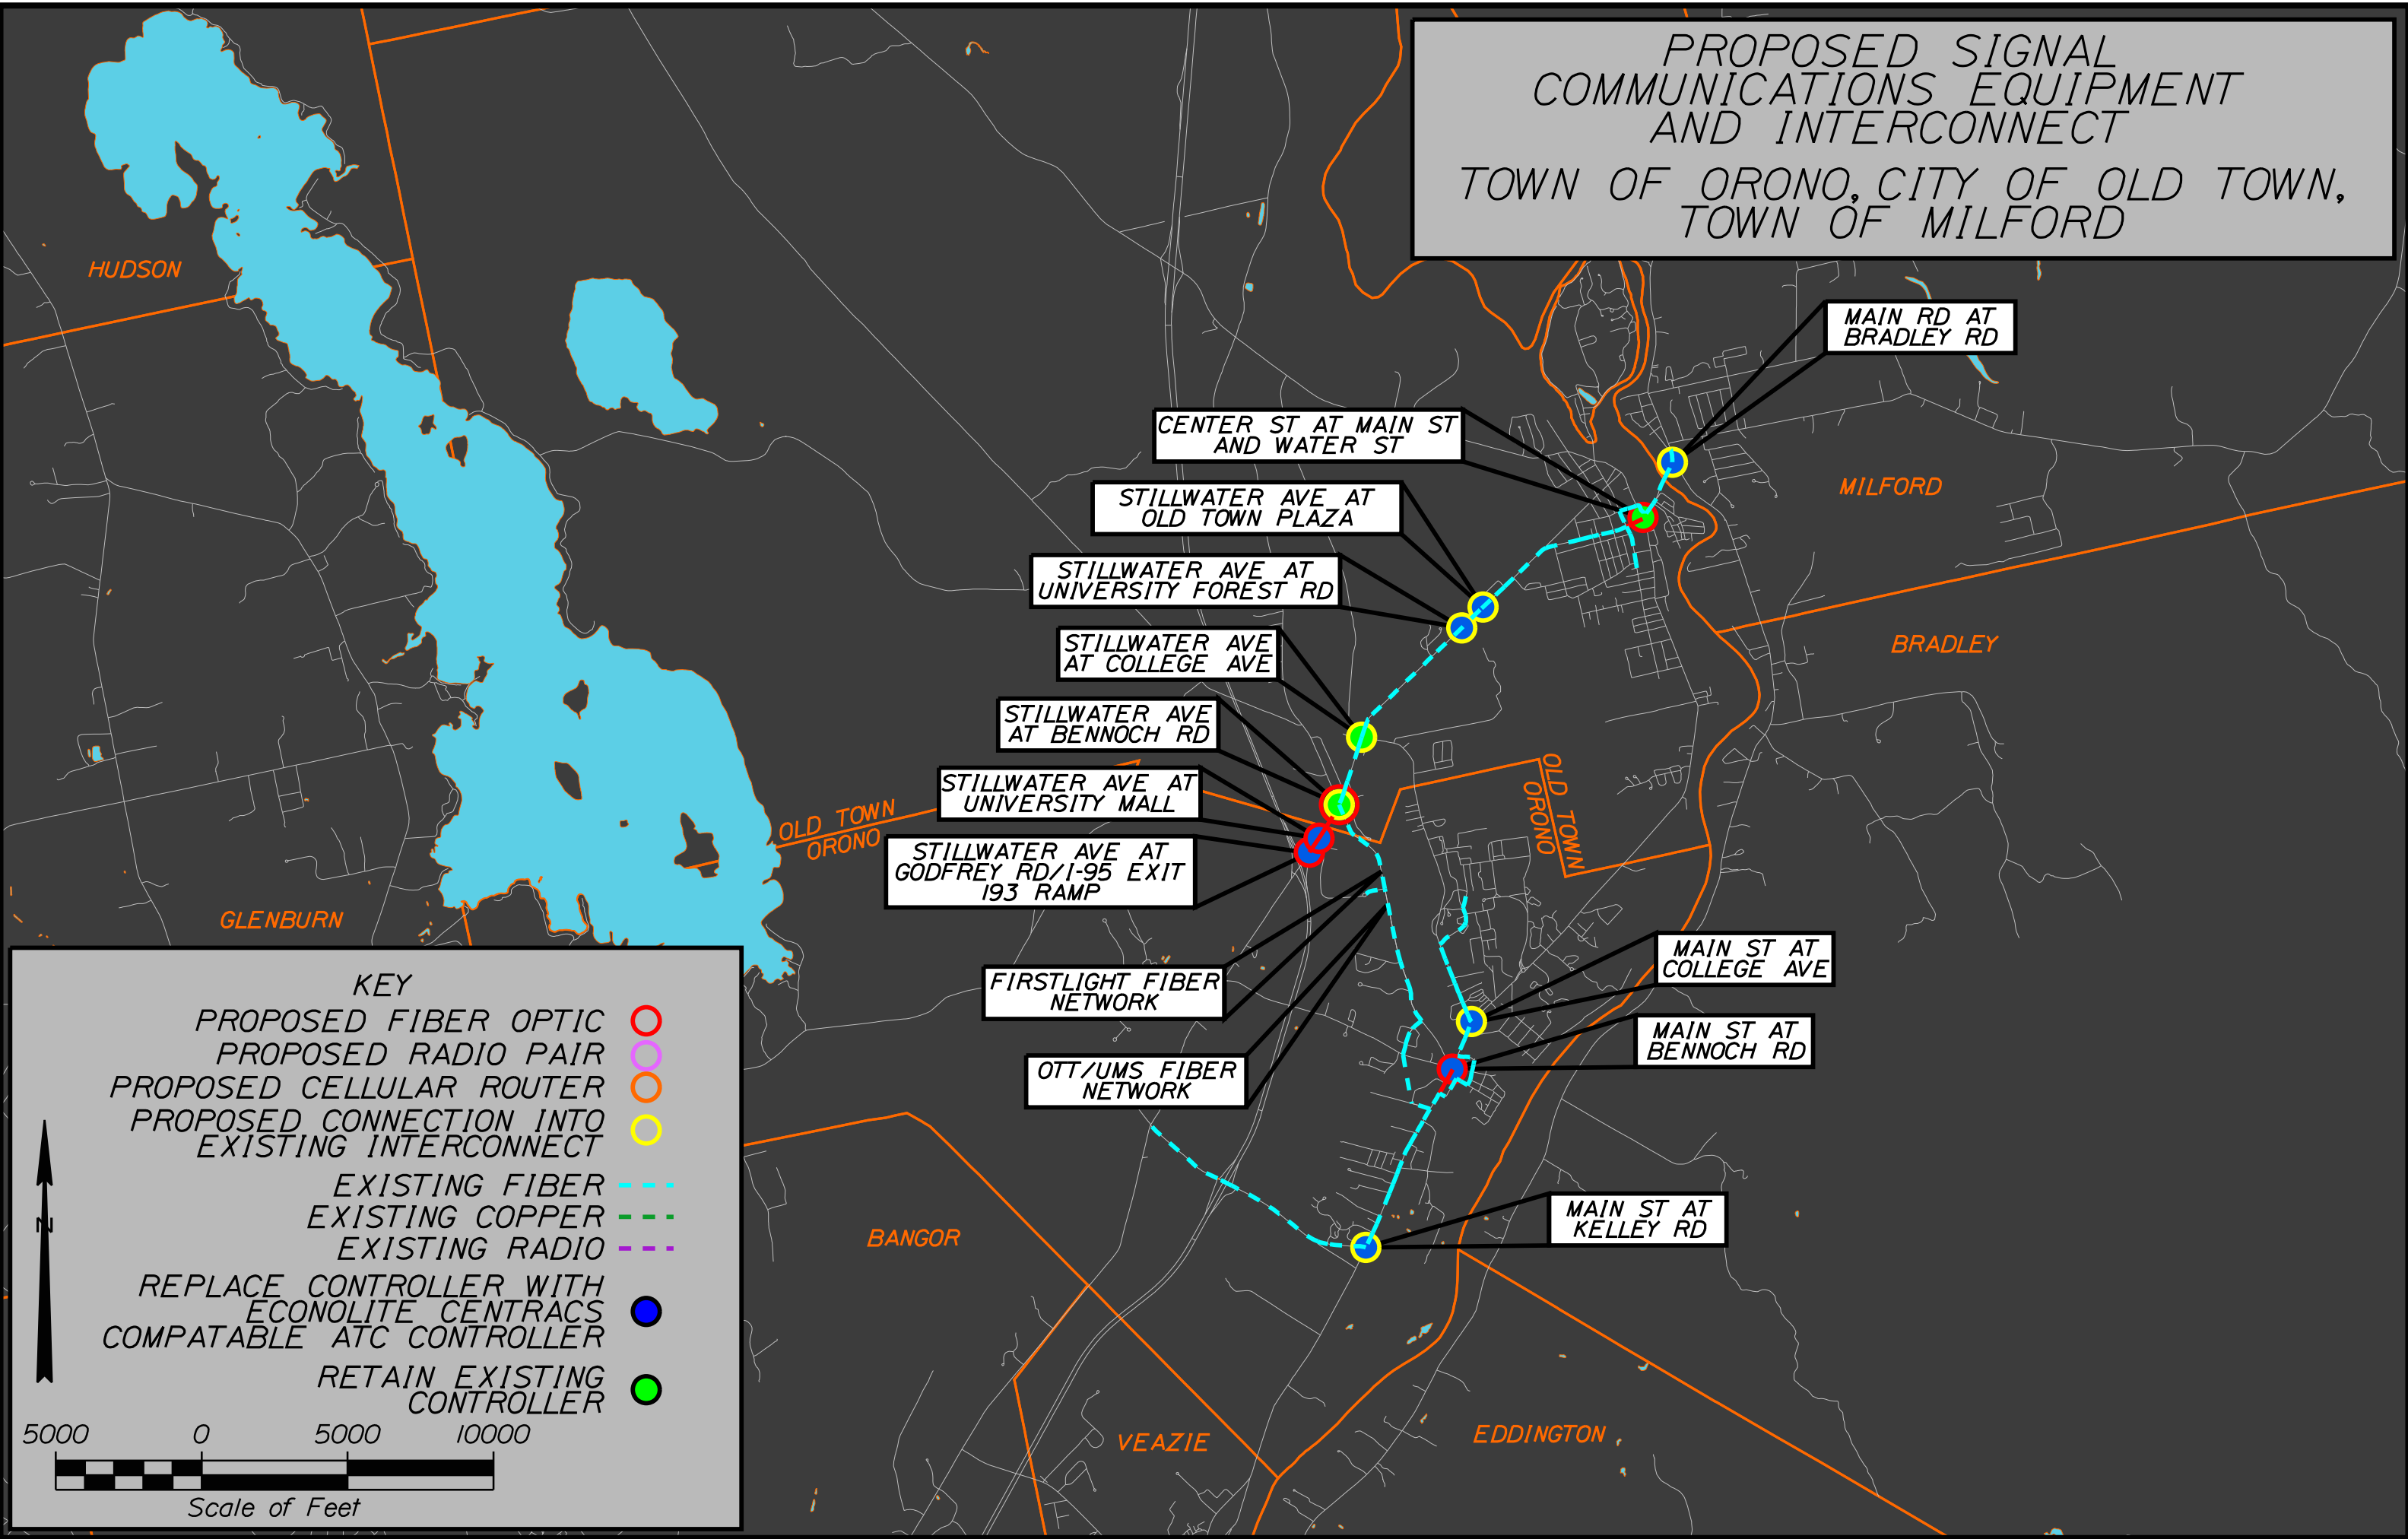 PROPOSED SIGNAL
COMMUNICATIONS EQUIPMENT
AND INTERCONNECT
TOWN OF ORONO, CITY OF OLD TOWN,
TOWN OF MILFORD
HUDSON
MAIN RD AT
BRADLEY RD
CENTER ST AT MAIN ST
AND WATER ST
MILFORD
STILLWATER AVE AT
OLD TOWN PLAZA
STILLWATER AVE AT
UNIVERSITY FOREST RD
BRADLEY
STILLWATER AVE
AT COLLEGE AVE
STILLWATER AVE
AT BENNOCH RD
STILLWATER AVE AT
UNIVERSITY MALL
OLD TOWN
ORONO
OLD TOWN
ORONO
STILLWATER AVE AT
GODFREY RD/I-95 EXIT
193 RAMP
GLENBURN
FIRSTLIGHT FIBER
NETWORK
MAIN ST AT
COLLEGE AVE
MAIN ST AT
BENNOCH RD
OTT/UMS FIBER
NETWORK
MAIN ST AT
KELLEY RD
BANGOR
VEAZIE
EDDINGTON
KEY
PROPOSED FIBER OPTIC
PROPOSED RADIO PAIR
PROPOSED CELLULAR ROUTER
PROPOSED CONNECTION INTO
EXISTING INTERCONNECT
EXISTING FIBER
EXISTING COPPER
EXISTING RADIO
REPLACE CONTROLLER WITH
ECONOLITE CENTRACS
COMPATABLE ATC CONTROLLER
RETAIN EXISTING
CONTROLLER
N
5000 0 5000 10000
Scale of Feet